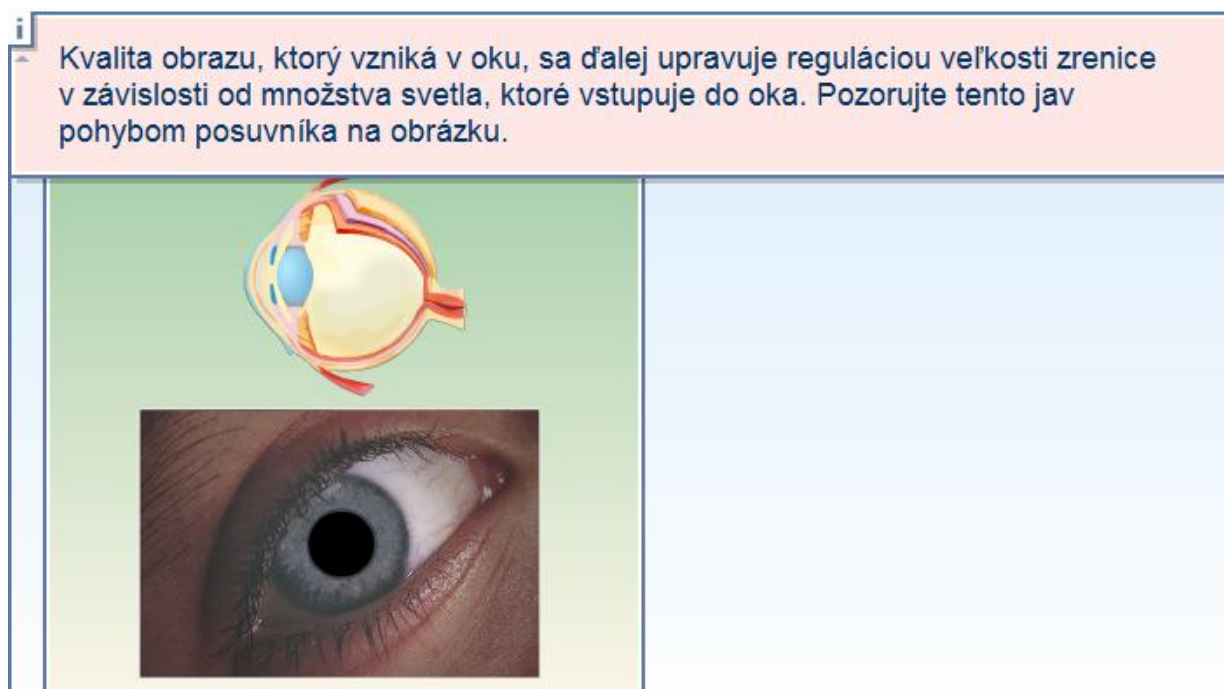 i
Kvalita obrazu, ktorý vzniká v oku, sa ďalej upravuje reguláciou veľkosti zrenice
v závislosti od množstva svetla, ktoré vstupuje do oka. Pozorujte tento jav
pohybom posuvníka na obrázku.